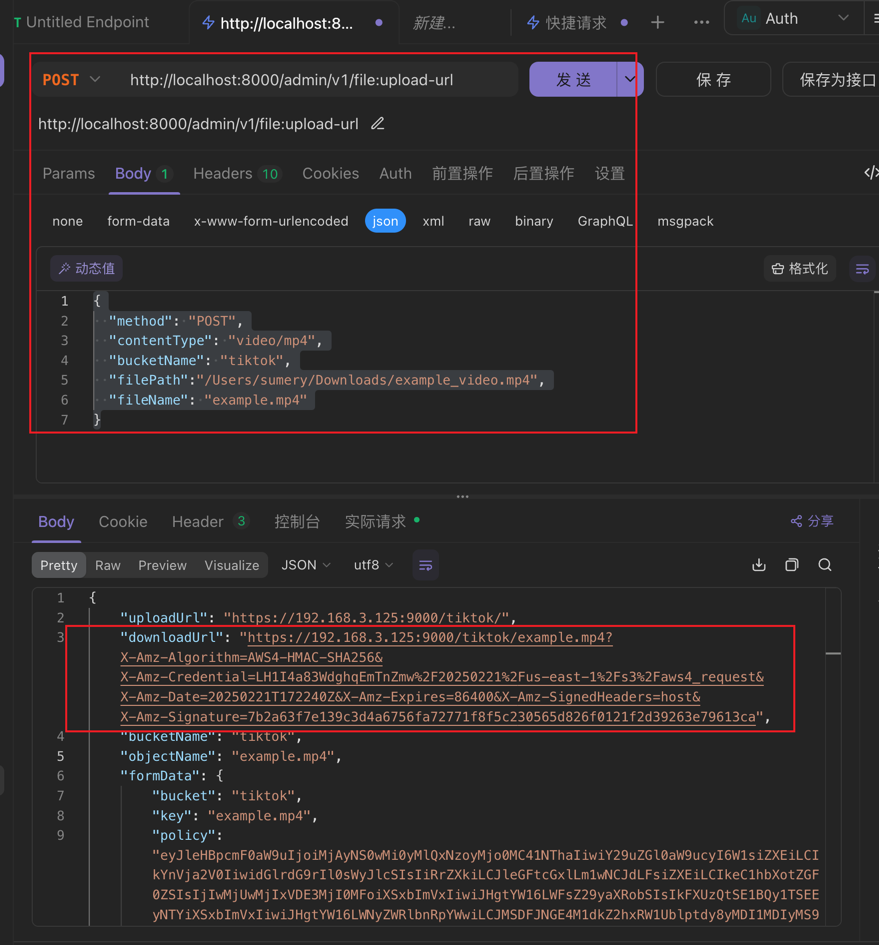 T Untitled Endpoint
http://localhost:8...
新建...
快捷请求
Au Auth
POST http://localhost:8000/admin/v1/file:upload-url
发 送
保 存
保存为接口
http://localhost:8000/admin/v1/file:upload-url
Params Body 1 Headers 10 Cookies Auth 前置操作 后置操作 设置
none form-data x-www-form-urlencoded json xml raw binary GraphQL msgpack
动态值
格式化
1 {
2 "method": "POST",
3 "contentType": "video/mp4",
4 "bucketName": "tiktok",
5 "filePath":"/Users/sumery/Downloads/example_video.mp4",
6 "fileName": "example.mp4"
7 }
Body Cookie Header 3 控制台 实际请求
分享
Pretty Raw Preview Visualize JSON utf8
1 {
2 "uploadUrl": "https://192.168.3.125:9000/tiktok/",
3 "downloadUrl": "https://192.168.3.125:9000/tiktok/example.mp4?
X-Amz-Algorithm=AWS4-HMAC-SHA256&
X-Amz-Credential=LH1I4a83WdghqEmTnZmw%2F20250221%2Fus-east-1%2Fs3%2Faws4_request&
X-Amz-Date=20250221T172240Z&X-Amz-Expires=86400&X-Amz-SignedHeaders=host&
X-Amz-Signature=7b2a63f7e139c3d4a6756fa72771f8f5c230565d826f0121f2d39263e79613ca",
4 "bucketName": "tiktok",
5 "objectName": "example.mp4",
6 "formData": {
7 "bucket": "tiktok",
8 "key": "example.mp4",
9 "policy":